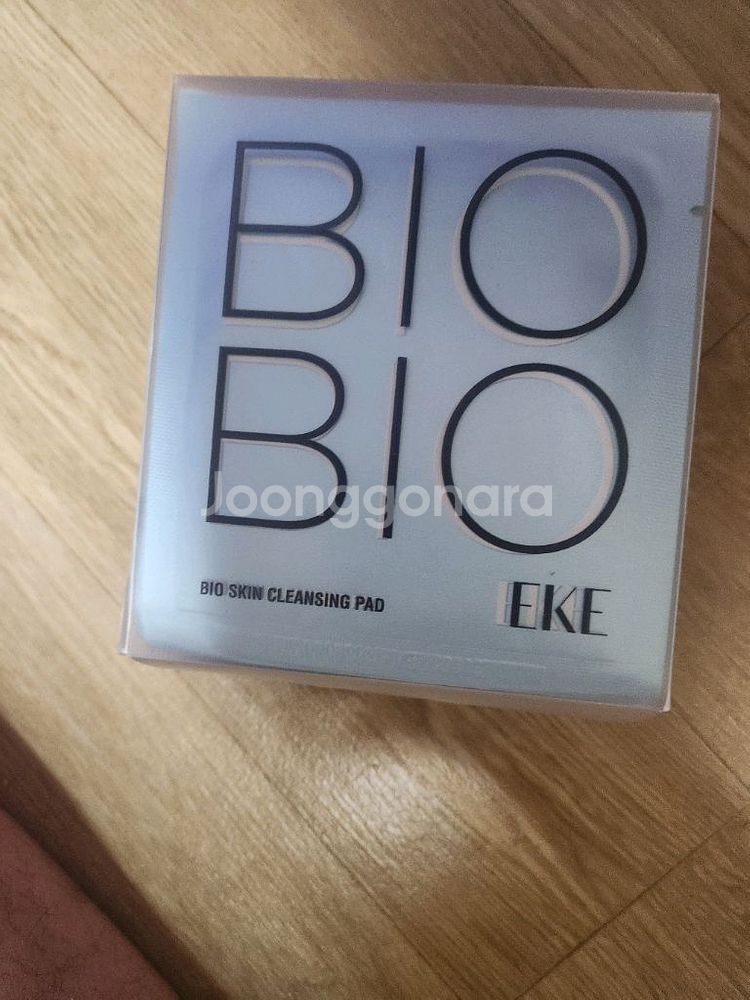 BIO
BIO
Joonggonara
BIO SKIN CLEANSING PAD
EKE